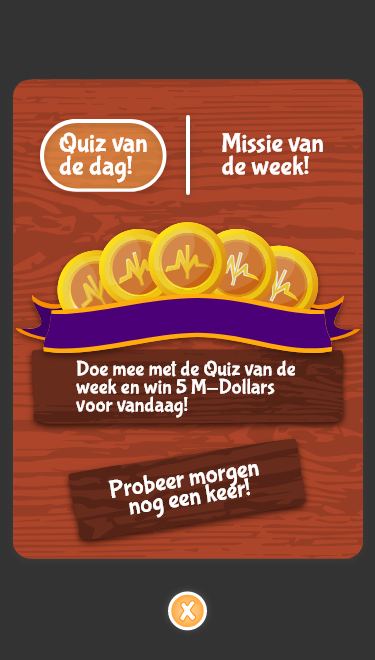 Quiz van
de dag!
Missie van
de week!
Doe mee met de Quiz van de
week en win 5 M-Dollars
voor vandaag!
Probeer morgen
nog een keer!
X